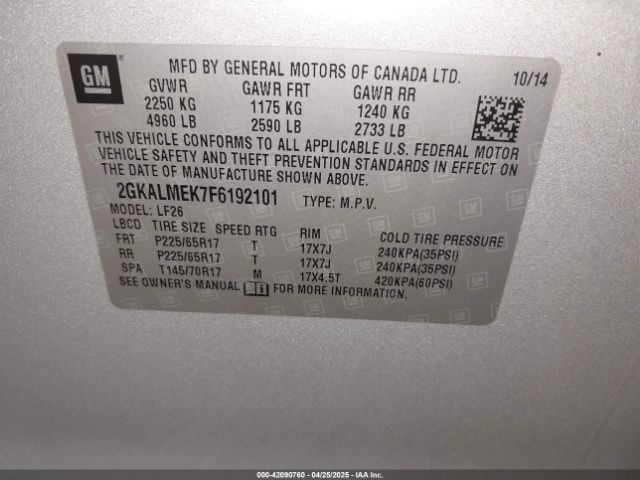 GM
MFD BY GENERAL MOTORS OF CANADA LTD. 10/14
GVWR GAWR FRT GAWR RR
2250 KG 1175 KG 1240 KG
4960 LB 2590 LB 2733 LB
THIS VEHICLE CONFORMS TO ALL APPLICABLE U.S. FEDERAL MOTOR
VEHICLE SAFETY AND THEFT PREVENTION STANDARDS IN EFFECT ON
THE DATE OF MANUFACTURE SHOWN ABOVE.
2GKALMEK7F6192101 TYPE: M.P.V.
MODEL: LF26
LBCD TIRE SIZE SPEED RTG RIM COLD TIRE PRESSURE
FRT P225/65R17 T 17X7J 240KPA(35PSI)
RR P225/65R17 T 17X7J 240KPA(35PSI)
SPA T145/70R17 M 17X4.5T 420KPA(60PSI)
SEE OWNER'S MANUAL FOR MORE INFORMATION.
000-42090760 - 04/25/2025 - IAAI.com